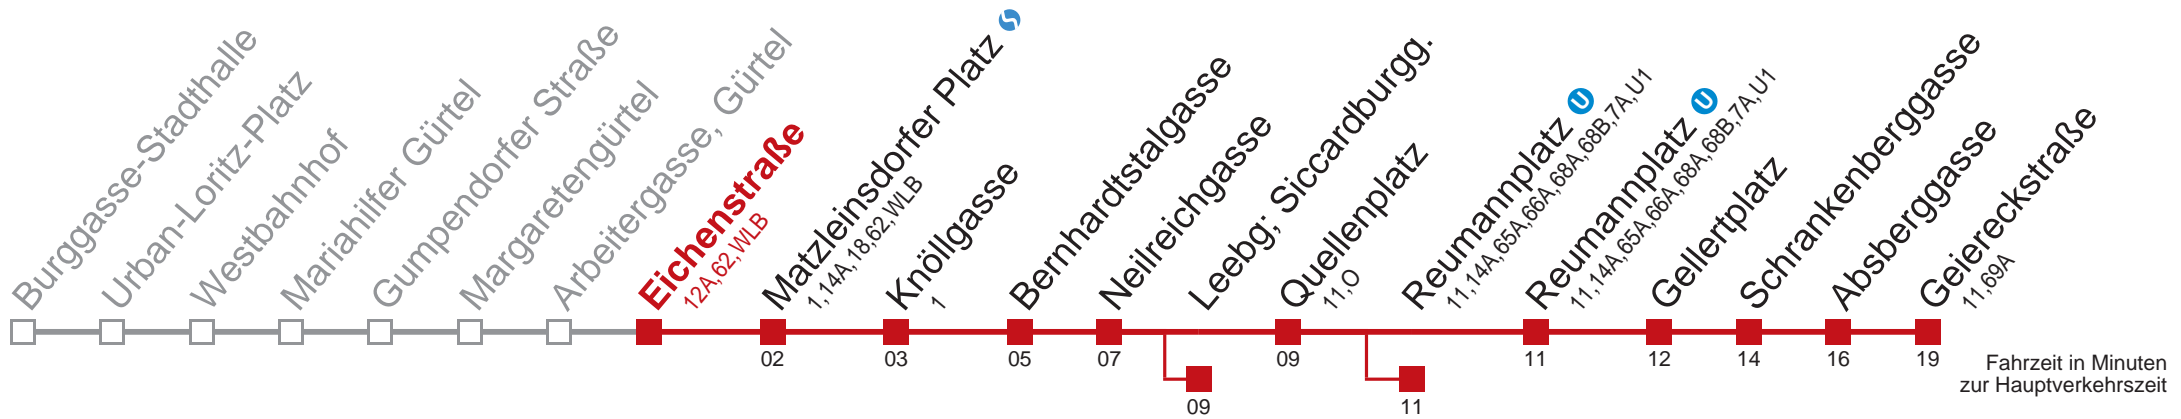 Burggasse-Stadthalle
Urban-Loritz-Platz
Westbahnhof
Mariahilfer Gürtel
Gumpendorfer Straße
Margaretengürtel
Arbeitergasse, Gürtel
Eichenstraße
12A,62,WLB
Matzleinsdorfer Platz
1,14A,18,62,WLB
Knöllgasse
1
Bernhardtstalgasse
Neilreichgasse
Leebg; Siccardburgg.
Quellenplatz
11,O
Reumannplatz U
11,14A,65A,66A,68A,68B,7A,U1
Reumannplatz U
11,14A,65A,66A,68A,68B,7A,U1
Gellertplatz
Schrankenberggasse
Absberggasse
Geiereckstraße
11,69A
02 03 05 07 09 11 12 14 16 19
09 11
Fahrzeit in Minuten
zur Hauptverkehrszeit